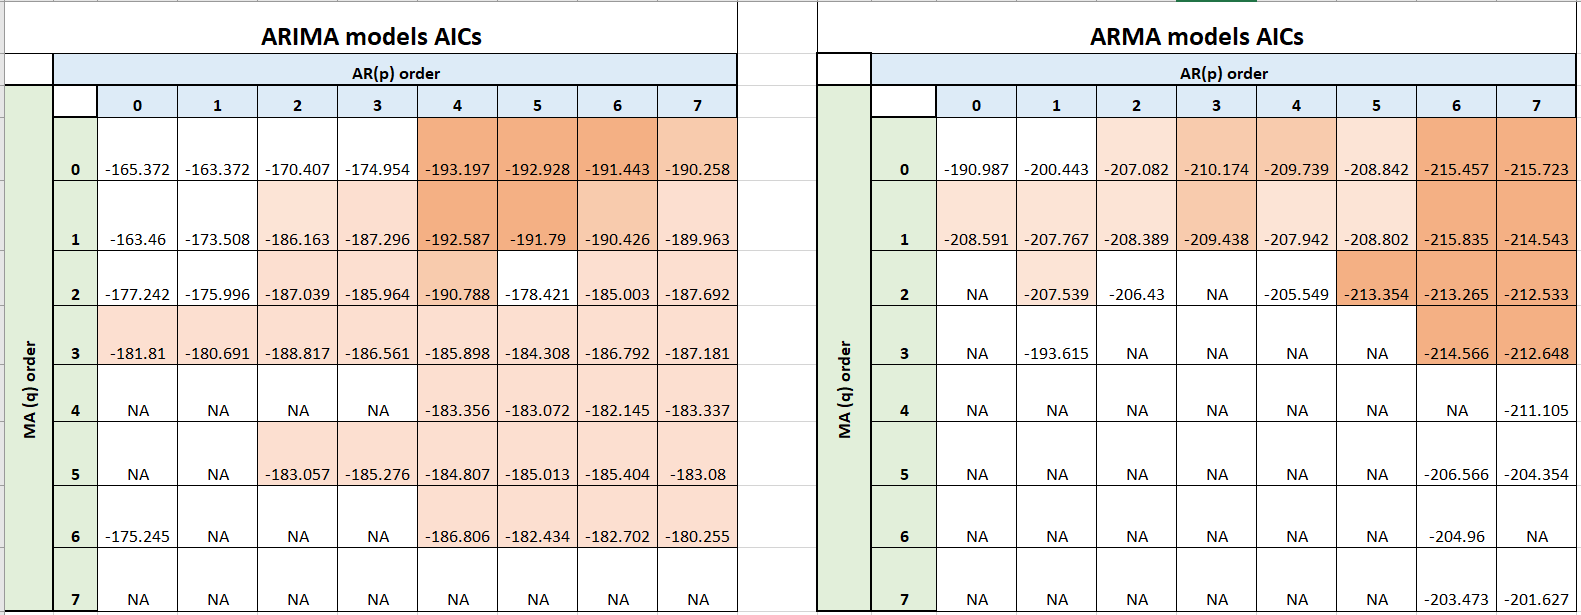 ARIMA models AICs
AR(p) order
0 1 2 3 4 5 6 7
0 -165.372 -163.372 -170.407 -174.954 -193.197 -192.928 -191.443 -190.258
1 -163.46 -173.508 -186.163 -187.296 -192.587 -191.79 -190.426 -189.963
2 -177.242 -175.996 -187.039 -185.964 -190.788 -178.421 -185.003 -187.692
3 -181.81 -180.691 -188.817 -186.561 -185.898 -184.308 -186.792 -187.181
4 NA NA NA NA -183.356 -183.072 -182.145 -183.337
5 NA NA -183.057 -185.276 -184.807 -185.013 -185.404 -183.08
6 -175.245 NA NA NA -186.806 -182.434 -182.702 -180.255
7 NA NA NA NA NA NA NA NA
MA (q) order
ARMA models AICs
AR(p) order
0 1 2 3 4 5 6 7
0 -190.987 -200.443 -207.082 -210.174 -209.739 -208.842 -215.457 -215.723
1 -208.591 -207.767 -208.389 -209.438 -207.942 -208.802 -215.835 -214.543
2 NA -207.539 -206.43 NA -205.549 -213.354 -213.265 -212.533
3 NA -193.615 NA NA NA NA -214.566 -212.648
4 NA NA NA NA NA NA NA -211.105
5 NA NA NA NA NA NA -206.566 -204.354
6 NA NA NA NA NA NA -204.96 NA
7 NA NA NA NA NA NA -203.473 -201.627
MA (q) order